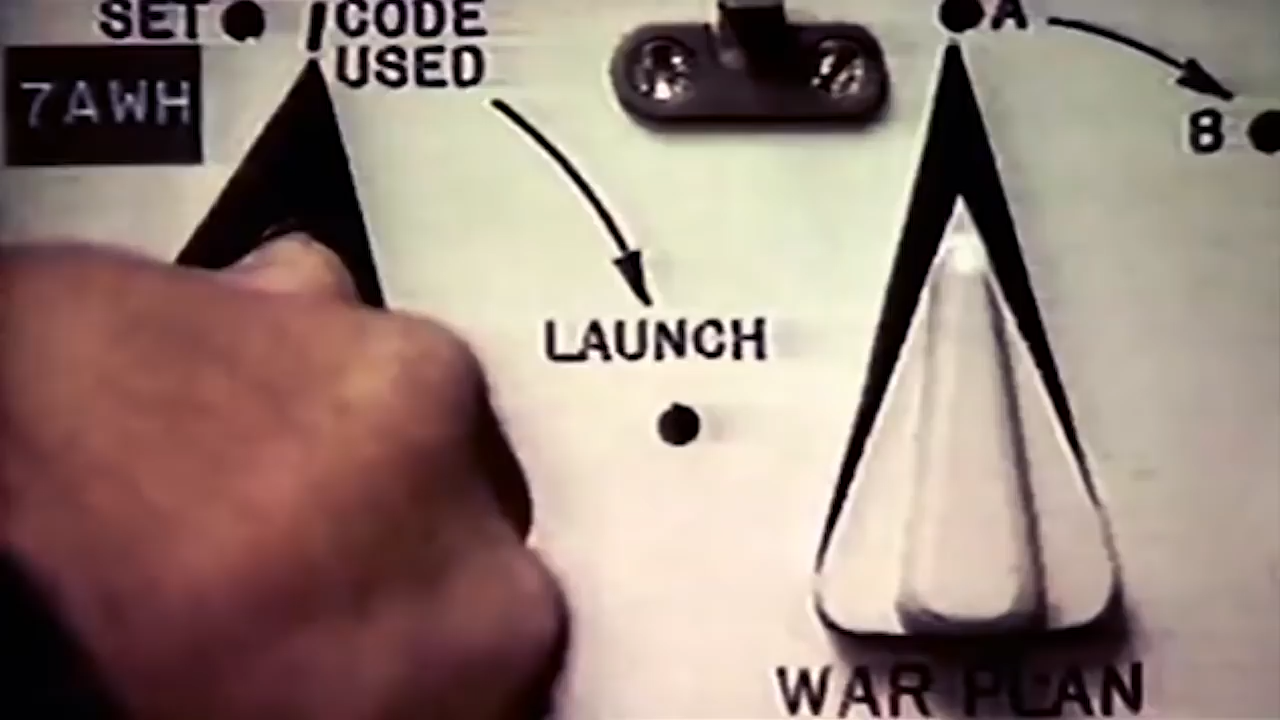 SET
CODE
USED
7AWH
A
B
LAUNCH
WAR PLAN